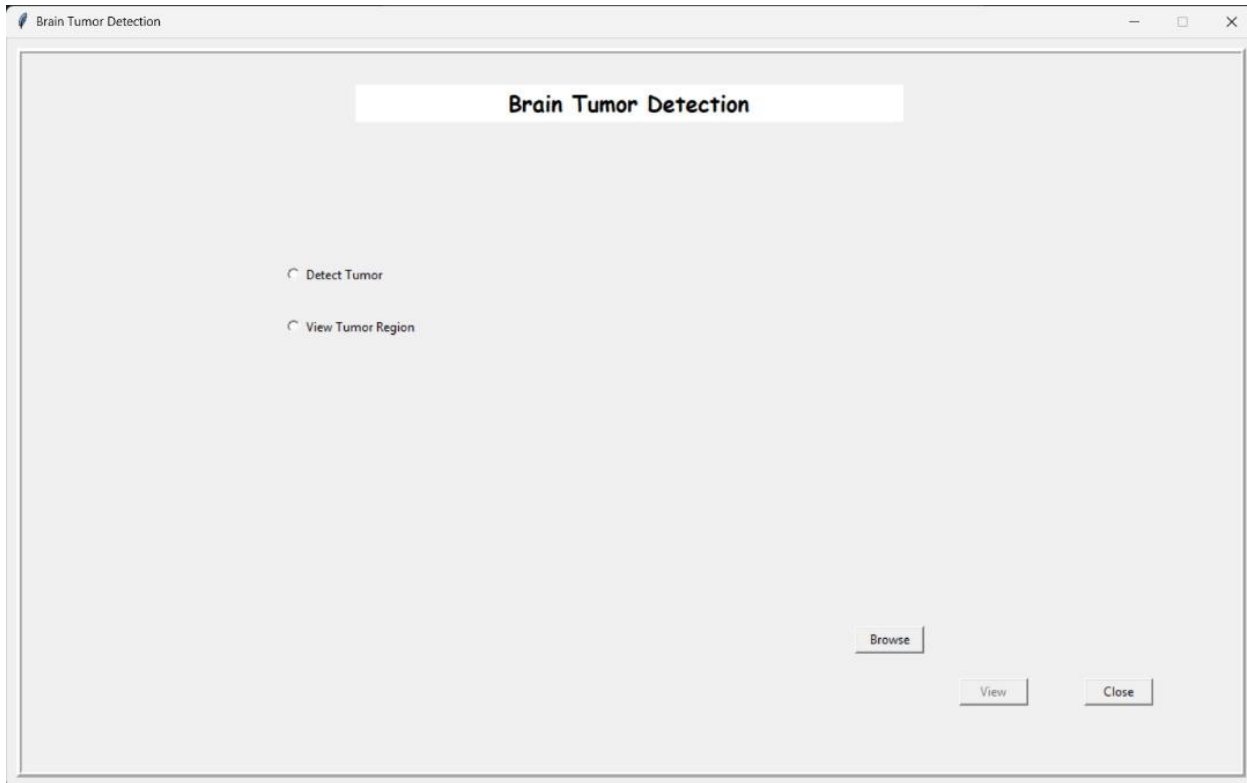 Brain Tumor Detection
Brain Tumor Detection
Detect Tumor
View Tumor Region
Browse
View
Close